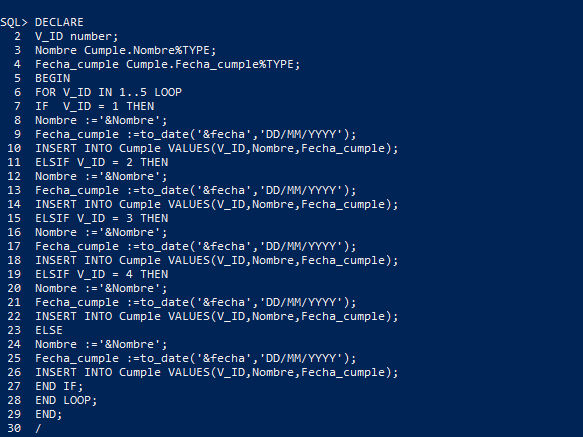 SQL> DECLARE
2 V_ID number;
3 Nombre Cumple.Nombre%TYPE;
4 Fecha_cumple Cumple.Fecha_cumple%TYPE;
5 BEGIN
6 FOR V_ID IN 1..5 LOOP
7 IF  V_ID = 1 THEN
8 Nombre :='&Nombre';
9 Fecha_cumple :=to_date('&fecha','DD/MM/YYYY');
10 INSERT INTO Cumple VALUES(V_ID,Nombre,Fecha_cumple);
11 ELSIF V_ID = 2 THEN
12 Nombre :='&Nombre';
13 Fecha_cumple :=to_date('&fecha','DD/MM/YYYY');
14 INSERT INTO Cumple VALUES(V_ID,Nombre,Fecha_cumple);
15 ELSIF V_ID = 3 THEN
16 Nombre :='&Nombre';
17 Fecha_cumple :=to_date('&fecha','DD/MM/YYYY');
18 INSERT INTO Cumple VALUES(V_ID,Nombre,Fecha_cumple);
19 ELSIF V_ID = 4 THEN
20 Nombre :='&Nombre';
21 Fecha_cumple :=to_date('&fecha','DD/MM/YYYY');
22 INSERT INTO Cumple VALUES(V_ID,Nombre,Fecha_cumple);
23 ELSE
24 Nombre :='&Nombre';
25 Fecha_cumple :=to_date('&fecha','DD/MM/YYYY');
26 INSERT INTO Cumple VALUES(V_ID,Nombre,Fecha_cumple);
27 END IF;
28 END LOOP;
29 END;
30 /